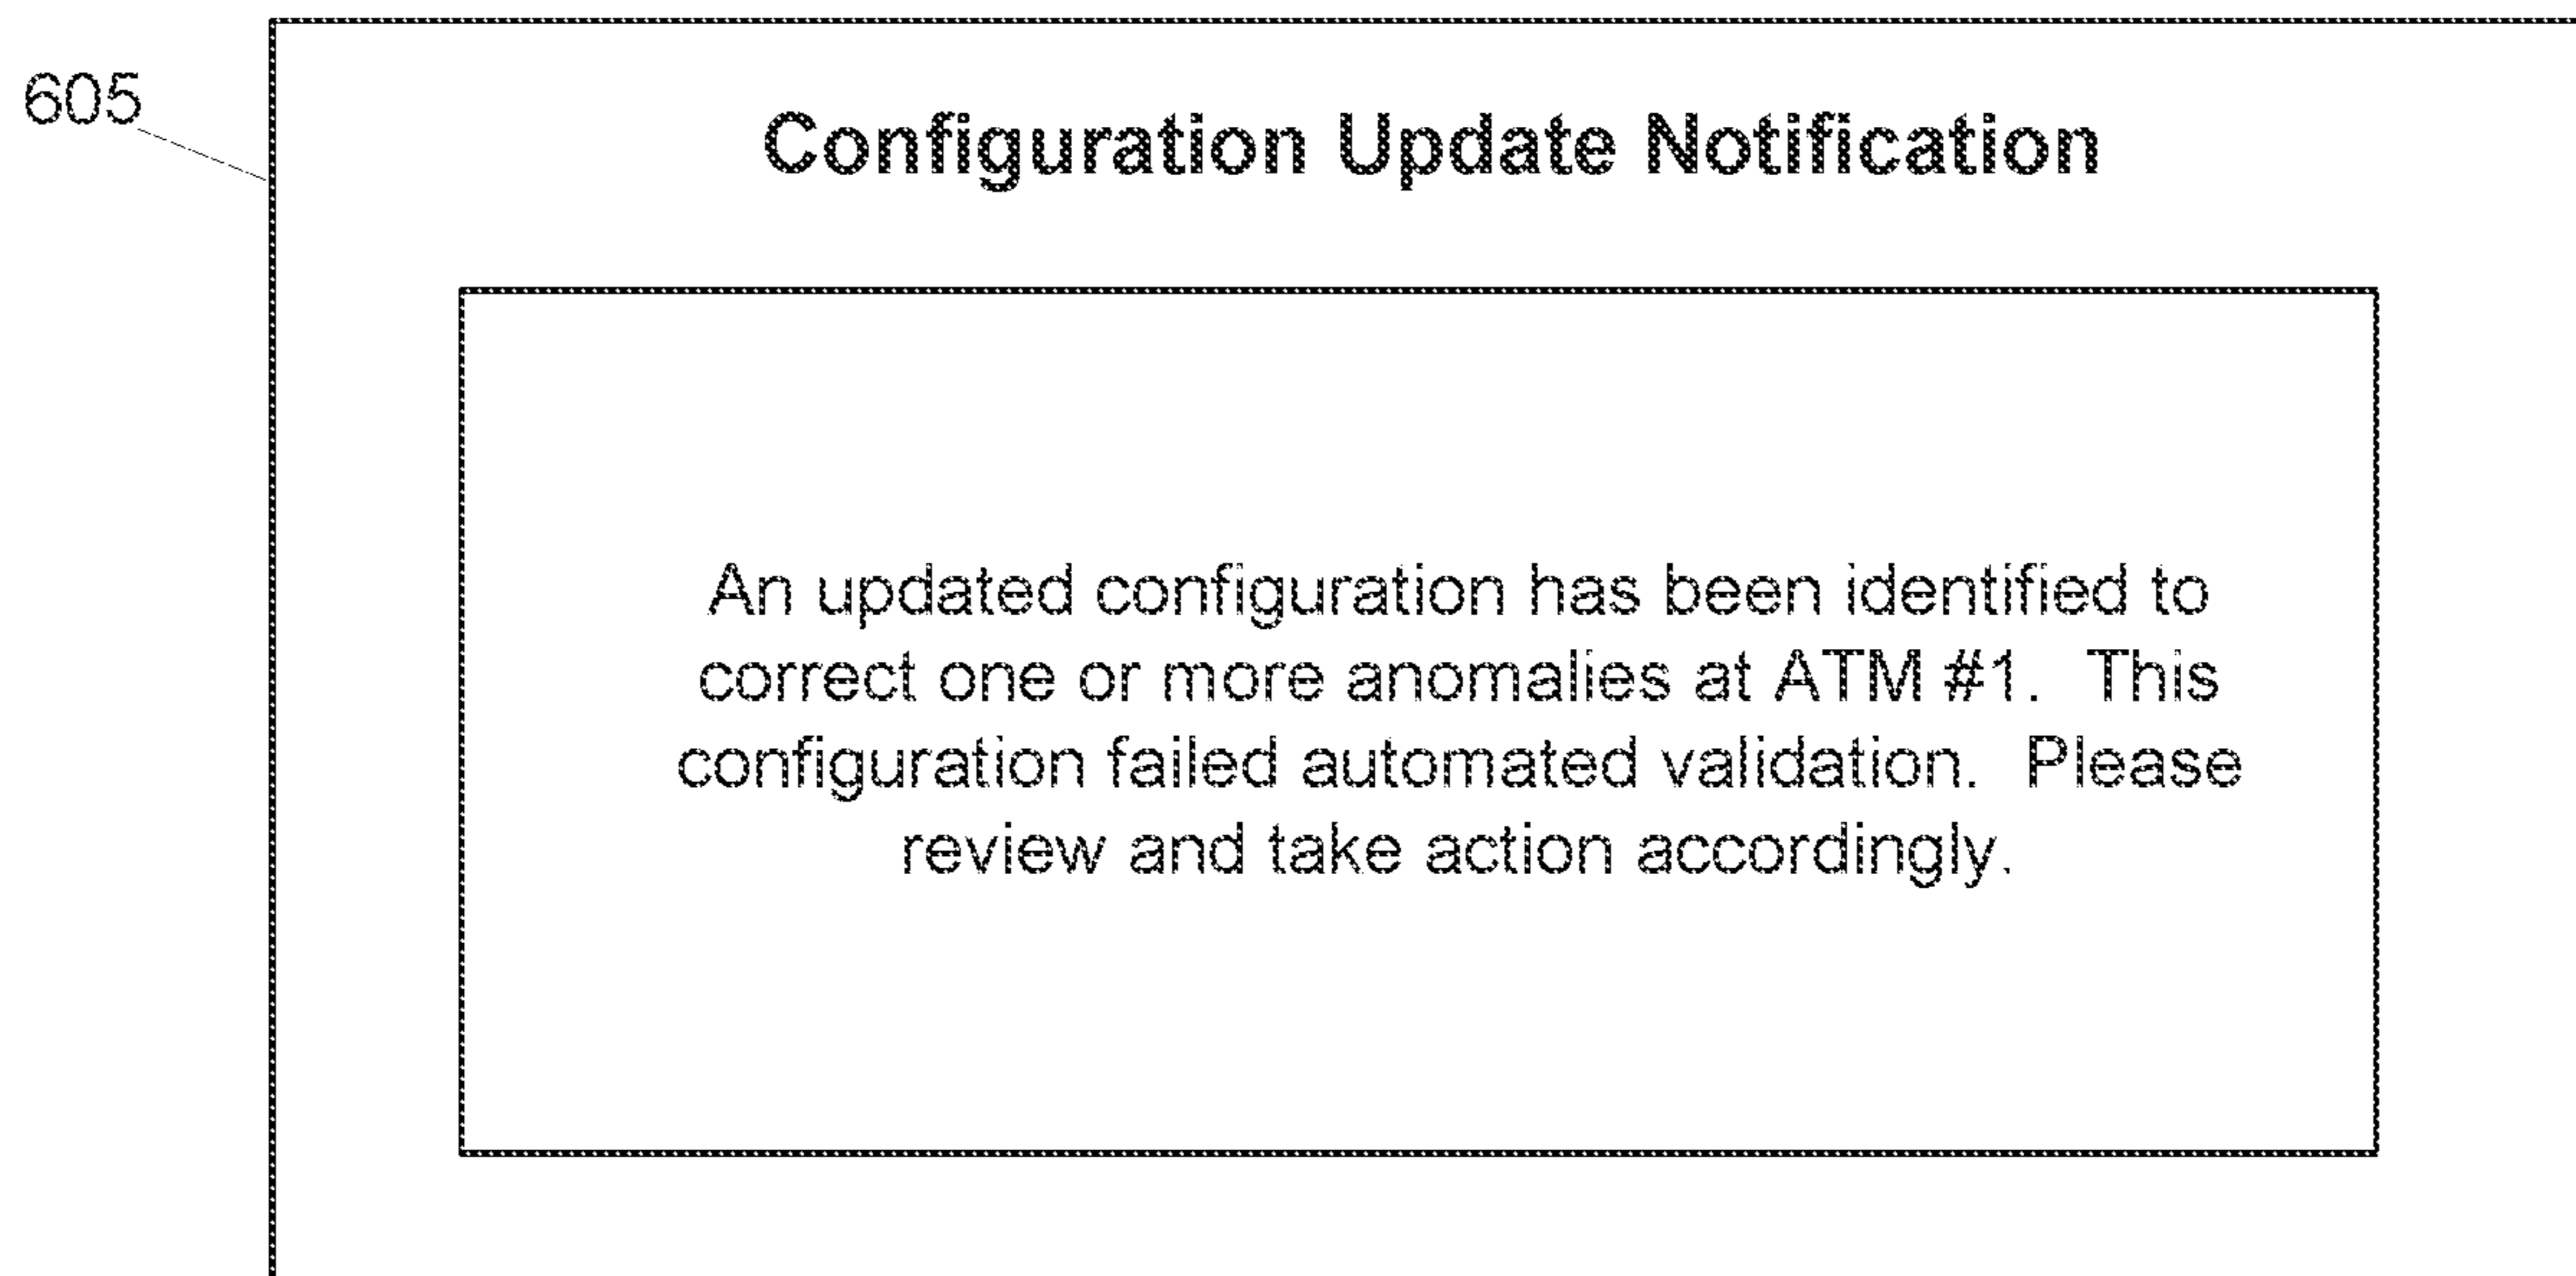 605
Configuration Update Notification
An updated configuration has been identified to
correct one or more anomalies at ATM #1.  This
configuration failed automated validation.  Please
review and take action accordingly.